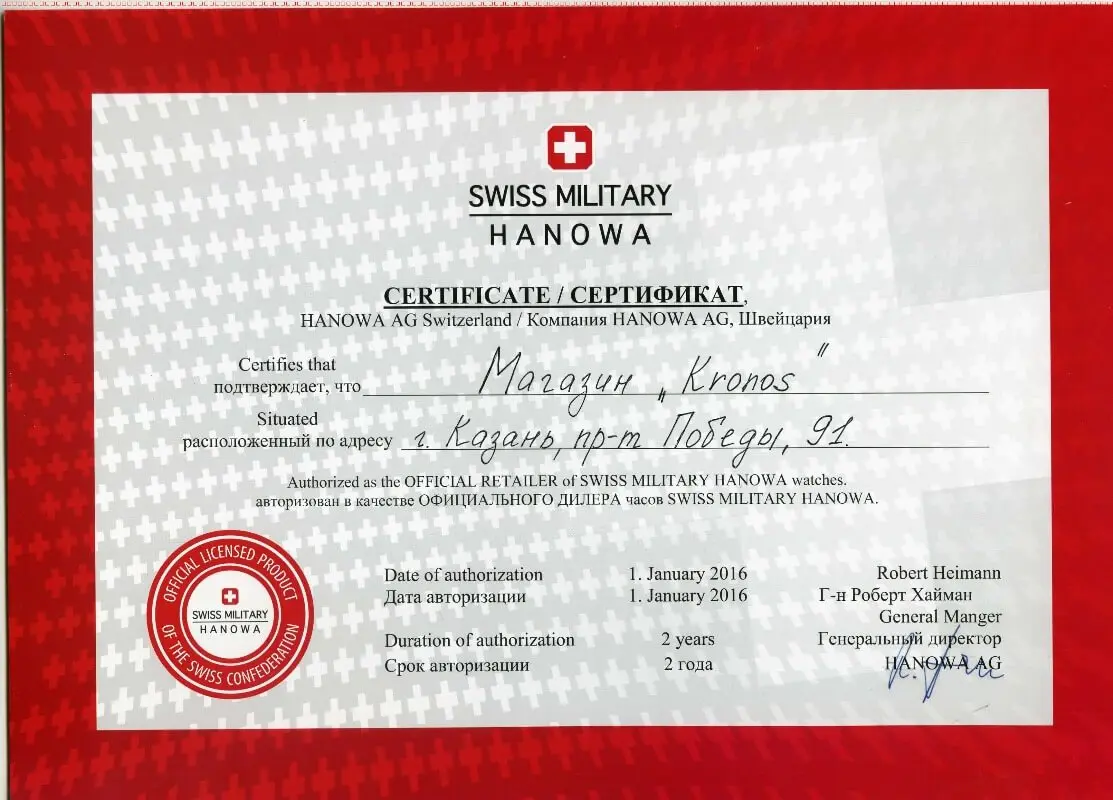 SWISS MILITARY
HANOWA
CERTIFICATE / СЕРТИФИКАТ,
HANOWA AG Switzerland / Компания HANOWA AG, Швейцария
Certifies that
подтверждает, что Магазин „Kronos"
Situated
расположенный по адресу г. Казань, пр-т Победы, 91.
Authorized as the OFFICIAL RETAILER of SWISS MILITARY HANOWA watches.
авторизован в качестве ОФИЦИАЛЬНОГО ДИЛЕРА часов SWISS MILITARY HANOWA.
OFFICIAL LICENSED PRODUCT
SWISS MILITARY
HANOWA
OF THE SWISS CONFEDERATION
Date of authorization 1. January 2016 Robert Heimann
Дата авторизации 1. January 2016 Г-н Роберт Хайман
General Manger
Duration of authorization 2 years Генеральный директор
Срок авторизации 2 года HANOWA AG